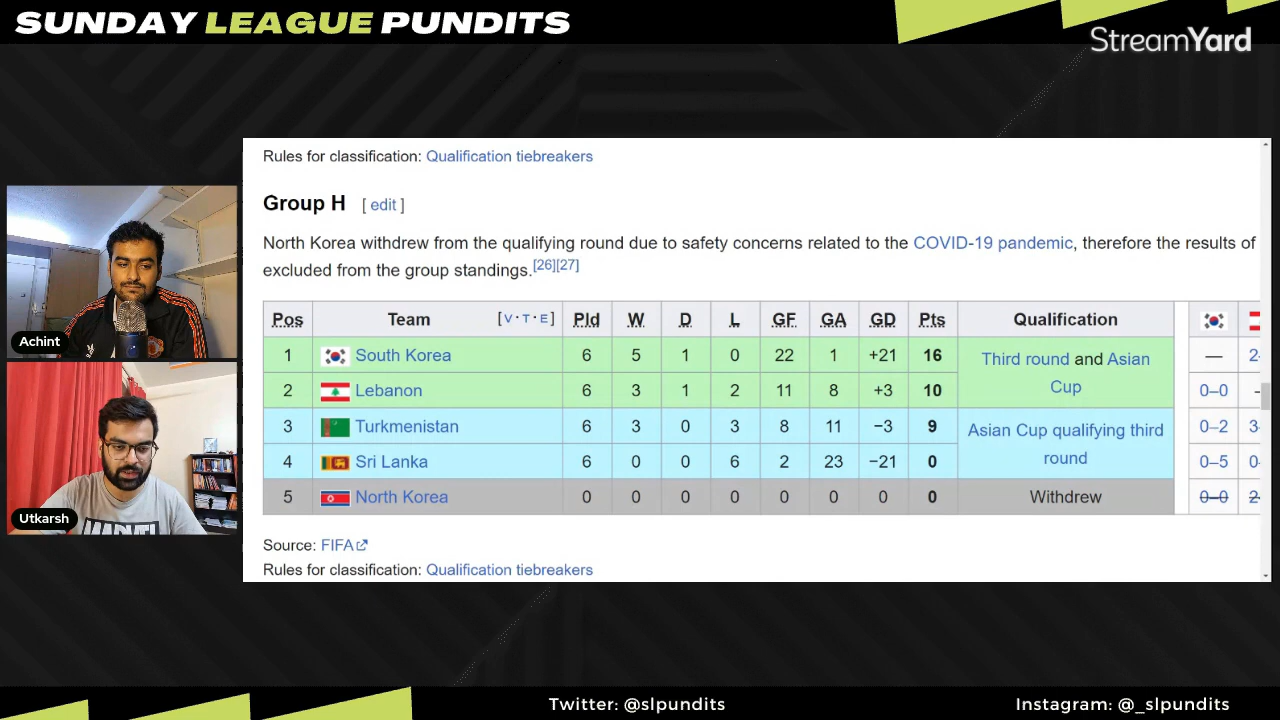 SUNDAY LEAGUE PUNDITS
StreamYard
Rules for classification: Qualification tiebreakers
Group H [ edit ]
North Korea withdrew from the qualifying round due to safety concerns related to the COVID-19 pandemic, therefore the results of
excluded from the group standings.[26][27]
Pos Team [V·T·E] Pld W D L GF GA GD Pts Qualification
1 South Korea 6 5 1 0 22 1 +21 16 Third round and Asian Cup — 2-
2 Lebanon 6 3 1 2 11 8 +3 10 0–0 –
3 Turkmenistan 6 3 0 3 8 11 −3 9 Asian Cup qualifying third round 0–2 3-
4 Sri Lanka 6 0 0 6 2 23 −21 0 0–5 0-
5 North Korea 0 0 0 0 0 0 0 0 Withdrew 0–0 2-
Source: FIFA
Rules for classification: Qualification tiebreakers
Achint
Utkarsh
MARVEL
Twitter: @slpundits
Instagram: @_slpundits